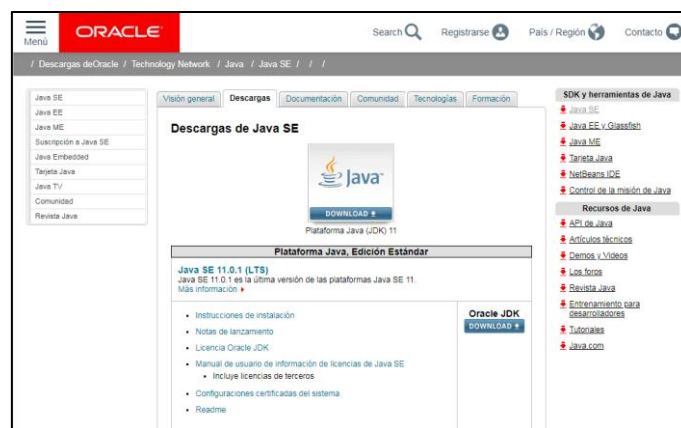 Menú
ORACLE
Search
Registrarse
País / Región
Contacto
/ Descargas deOracle / Technology Network / Java / Java SE / / /
Java SE
Java EE
Java ME
Suscripción a Java SE
Java Embedded
Tarjeta Java
Java TV
Comunidad
Revista Java
Visión general
Descargas
Documentación
Comunidad
Tecnologías
Formación
Descargas de Java SE
Java
DOWNLOAD
Plataforma Java (JDK) 11
Plataforma Java, Edición Estándar
Java SE 11.0.1 (LTS)
Java SE 11.0.1 es la última versión de las plataformas Java SE 11.
Más información
Instrucciones de instalación
Notas de lanzamiento
Licencia Oracle JDK
Manual de usuario de información de licencias de Java SE
Incluye licencias de terceros
Configuraciones certificadas del sistema
Readme
Oracle JDK
DOWNLOAD
SDK y herramientas de Java
Java SE
Java EE y Glassfish
Java ME
Tarjeta Java
NetBeans IDE
Control de la misión de Java
Recursos de Java
API de Java
Artículos técnicos
Demos y Videos
Los foros
Revista Java
Entrenamiento para
desarrolladores
Tutoriales
Java.com